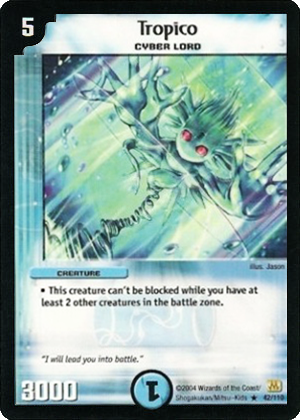 5
Tropico
CYBER LORD
illus. Jason
CREATURE
• This creature can't be blocked while you have at
least 2 other creatures in the battle zone.
"I will lead you into battle."
3000
1
©2004 Wizards of the Coast/
Shogakukan/Mitsui-Kids ★ 42/110